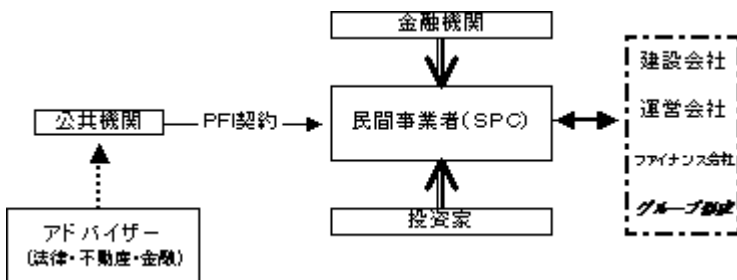 金融機関
建設会社
公共機関
PFI契約
民間事業者(SPC)
運営会社
ファイナンス会社
グループ形成
投資家
アドバイザー
(法律・不動産・金融)